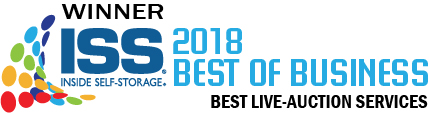 WINNER
ISS®
INSIDE SELF-STORAGE®
2018
BEST OF BUSINESS
BEST LIVE-AUCTION SERVICES